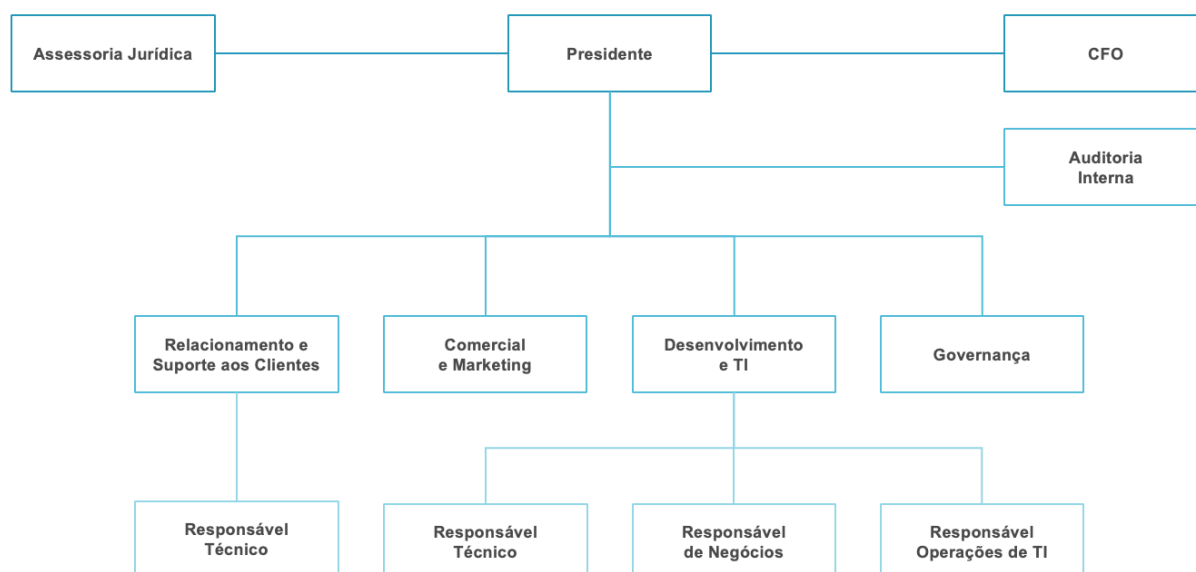 Assessoria Jurídica
Presidente
CFO
Auditoria
Interna
Relacionamento e
Suporte aos Clientes
Comercial
e Marketing
Desenvolvimento
e TI
Governança
Responsável
Técnico
Responsável
Técnico
Responsável
de Negócios
Responsável
Operações de TI